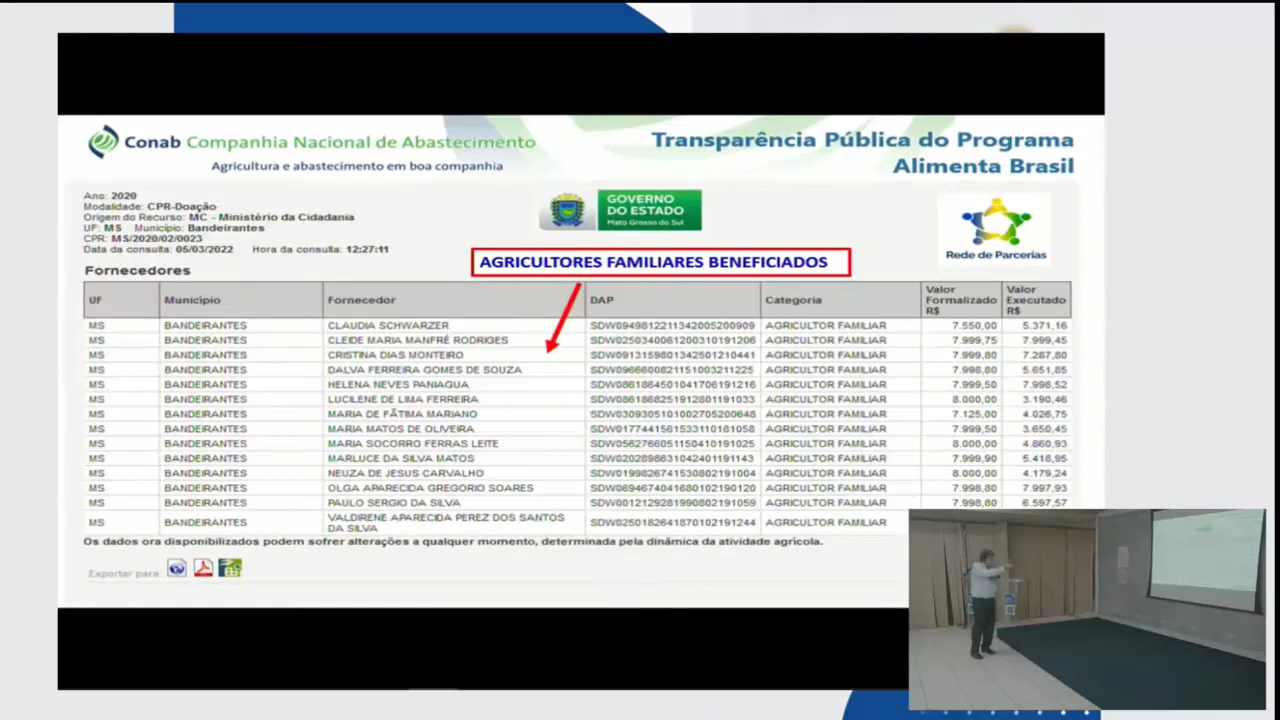 Conab Companhia Nacional de Abastecimento
Agricultura e abastecimento em boa companhia
Transparência Pública do Programa
Alimenta Brasil
Ano: 2020
Modalidade: CPR-Doação
Origem do Recurso: MC - Ministério da Cidadania
UF: MS Município: Bandeirantes
CPR: MS/2020/02/0023
Data da consulta: 05/03/2022 Hora da consulta: 12:27:11
GOVERNO
DO ESTADO
Mato Grosso do Sul
Rede de Parcerias
AGRICULTORES FAMILIARES BENEFICIADOS
Fornecedores
UF Município Fornecedor DAP Categoria Valor Formalizado R$ Valor Executado R$
MS BANDEIRANTES CLAUDIA SCHWARZER SDW0949812211342005200909 AGRICULTOR FAMILIAR 7.550,00 5.371,16
MS BANDEIRANTES CLEIDE MARIA MANFRÉ RODRIGES SDW0250340061200310191206 AGRICULTOR FAMILIAR 7.999,75 7.999,45
MS BANDEIRANTES CRISTINA DIAS MONTEIRO SDW0913159801342501210441 AGRICULTOR FAMILIAR 7.999,80 7.287,80
MS BANDEIRANTES DALVA FERREIRA GOMES DE SOUZA SDW0966600821151003211225 AGRICULTOR FAMILIAR 7.998,80 5.651,85
MS BANDEIRANTES HELENA NEVES PANIAGUA SDW0861864501041706191216 AGRICULTOR FAMILIAR 7.999,50 7.998,52
MS BANDEIRANTES LUCILENE DE LIMA FERREIRA SDW0861868251912801191033 AGRICULTOR FAMILIAR 8.000,00 3.190,46
MS BANDEIRANTES MARIA DE FÃTIMA MARIANO SDW0309305101002705200648 AGRICULTOR FAMILIAR 7.125,00 4.026,75
MS BANDEIRANTES MARIA MATOS DE OLIVEIRA SDW0177441561533110181058 AGRICULTOR FAMILIAR 7.999,50 3.650,45
MS BANDEIRANTES MARIA SOCORRO FERRAS LEITE SDW0562766051150410191025 AGRICULTOR FAMILIAR 8.000,00 4.860,93
MS BANDEIRANTES MARLUCE DA SILVA MATOS SDW0202898631042401191143 AGRICULTOR FAMILIAR 7.999,90 5.418,95
MS BANDEIRANTES NEUZA DE JESUS CARVALHO SDW0199826741530802191004 AGRICULTOR FAMILIAR 8.000,00 4.179,24
MS BANDEIRANTES OLGA APARECIDA GREGORIO SOARES SDW0694674041680102190120 AGRICULTOR FAMILIAR 7.998,80 7.997,93
MS BANDEIRANTES PAULO SERGIO DA SILVA SDW0012129281990802191059 AGRICULTOR FAMILIAR 7.998,80 6.597,57
MS BANDEIRANTES VALDIRENE APARECIDA PEREZ DOS SANTOS DA SILVA SDW0250182641870102191244 AGRICULTOR FAMILIAR
Os dados ora disponibilizados podem sofrer alterações a qualquer momento, determinada pela dinâmica da atividade agrícola.
Exportar para: